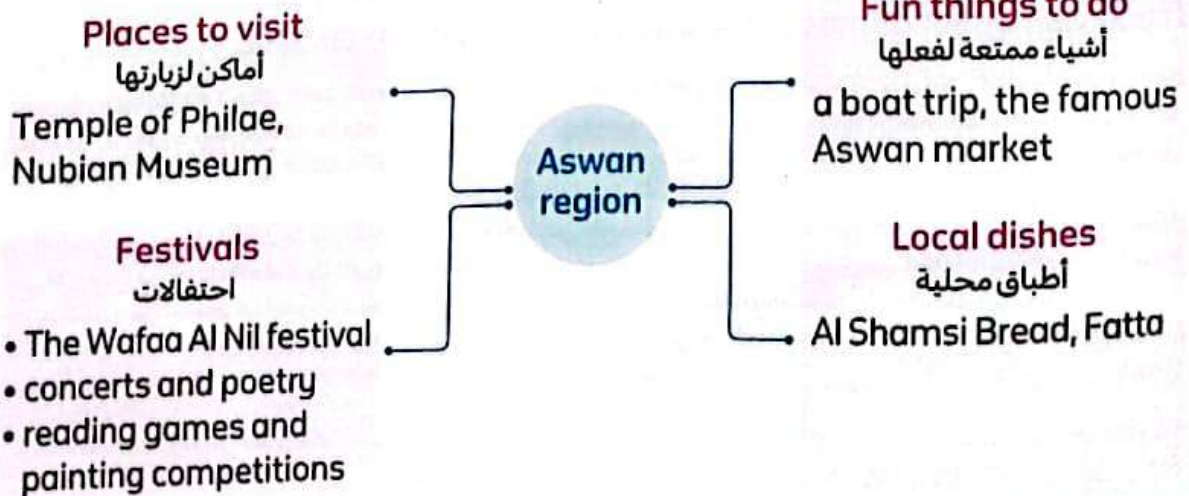 Places to visit
أماكن لزيارتها
Temple of Philae,
Nubian Museum
Festivals
احتفالات
• The Wafaa Al Nil festival
• concerts and poetry
• reading games and
painting competitions
Aswan
region
Fun things to do
أشياء ممتعة لفعلها
a boat trip, the famous
Aswan market
Local dishes
أطباق محلية
Al Shamsi Bread, Fatta